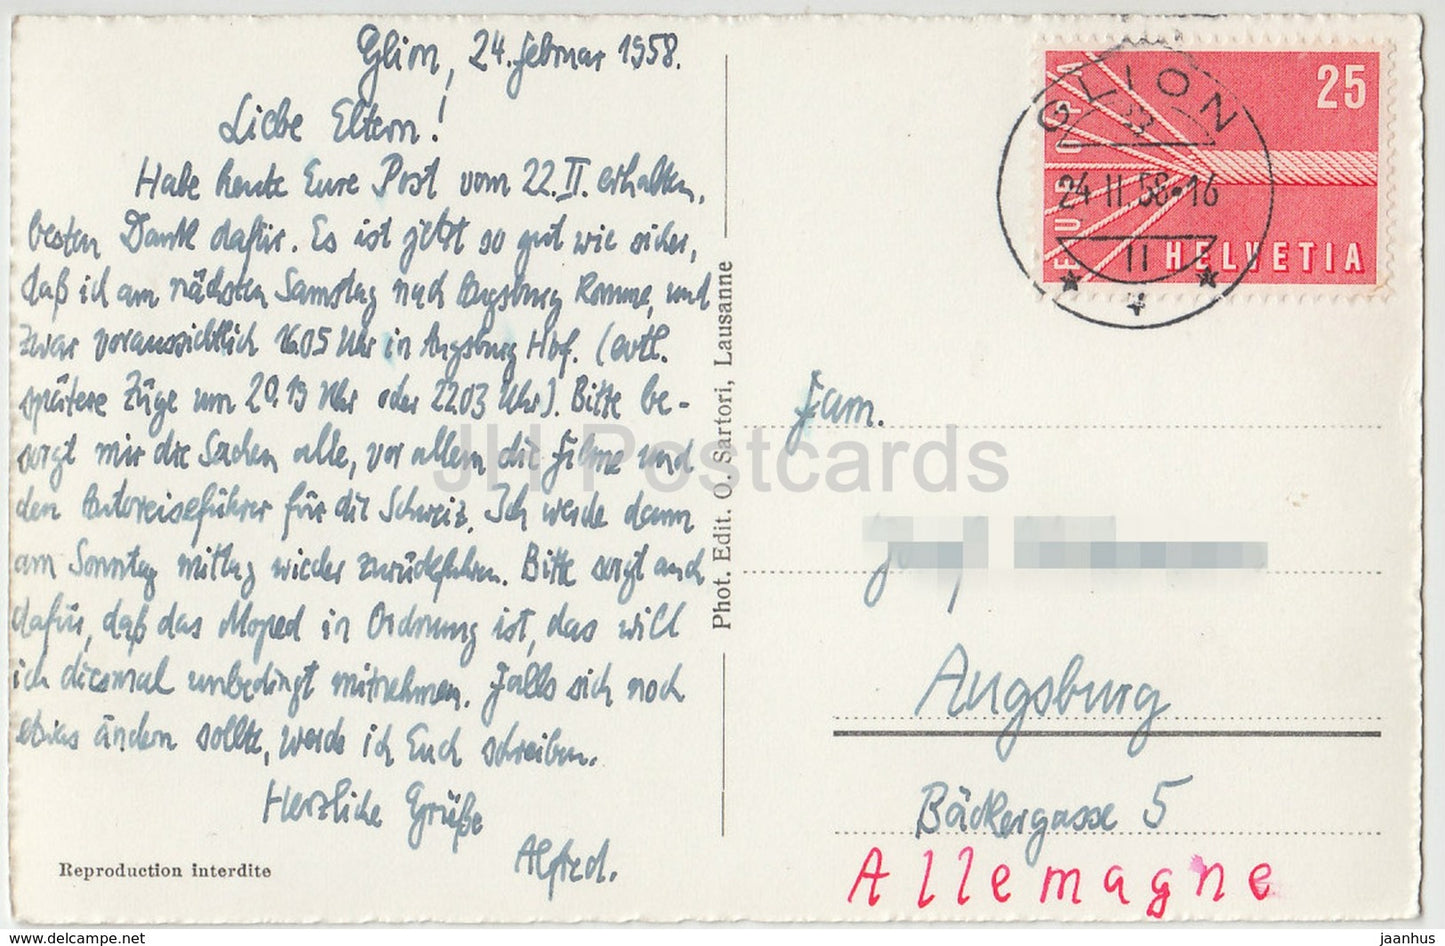 Glion, 24. Februar 1958.
Liebe Eltern!
Habe heute Eure Post vom 22. II. erhalten,
besten Dank dafür. Es ist jetzt so gut wie sicher,
daß ich am nächsten Samstag nach Augsburg komme, und
zwar voraussichtlich 16.05 Uhr in Augsburg Hbf. (evtl.
spätere Züge um 20.13 Uhr oder 22.03 Uhr). Bitte be-
sorgt mir die Sachen alle, vor allem die Filme und
den Autoreiseführer für die Schweiz. Ich werde dann
am Sonntag mittag wieder zurückfahren. Bitte sorgt auch
dafür, daß das Moped in Ordnung ist, das will
ich diesmal unbedingt mitnehmen. Falls sich noch
etwas ändern sollte, werde ich Euch schreiben.
Herzliche Grüße
Alfred.
Reproduction interdite
Phot. Edit. O. Sartori, Lausanne
EUROPA
25
HELVETIA
GLION
24 II. 58-16
Fam.
Augsburg
Bäckergasse 5
Allemagne
JH Postcards
www.delcampe.net
jaanhus